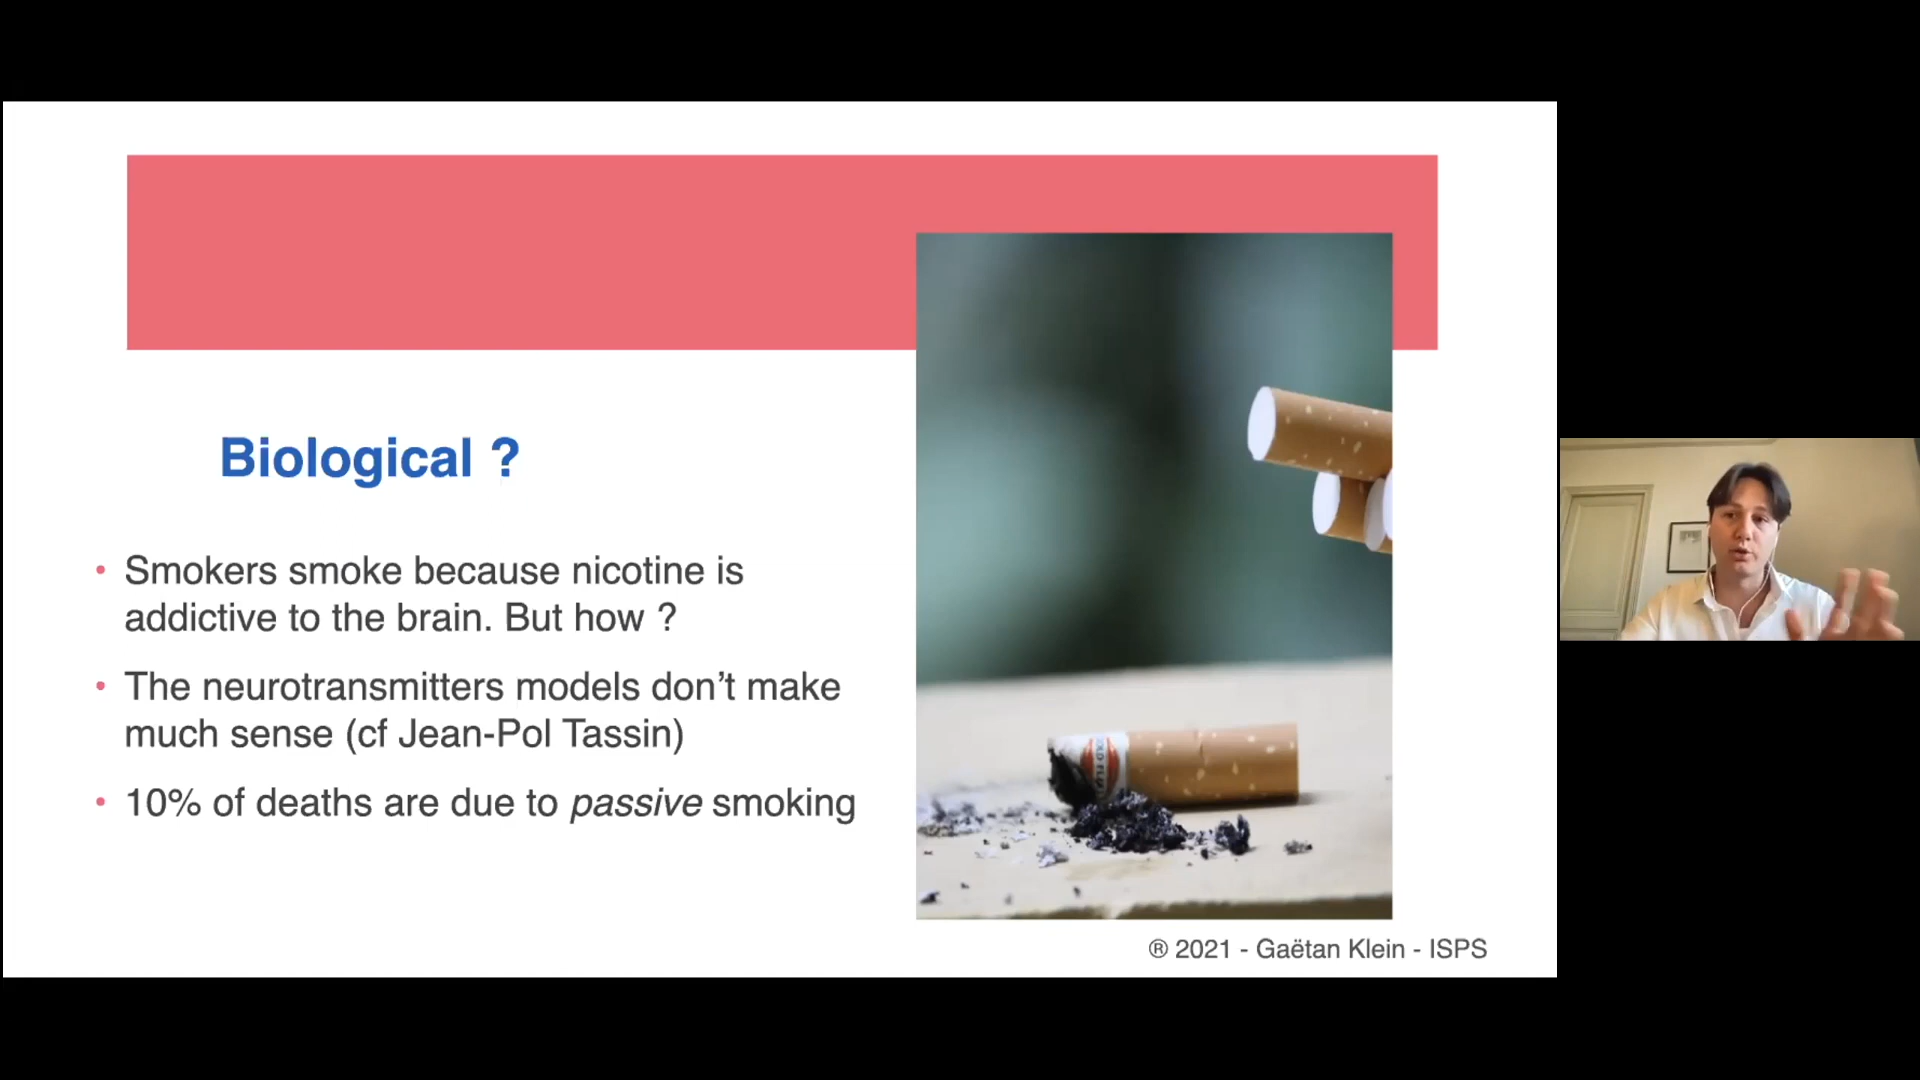 Biological ?
• Smokers smoke because nicotine is
addictive to the brain. But how ?
• The neurotransmitters models don’t make
much sense (cf Jean-Pol Tassin)
• 10% of deaths are due to passive smoking
® 2021 - Gaëtan Klein - ISPS